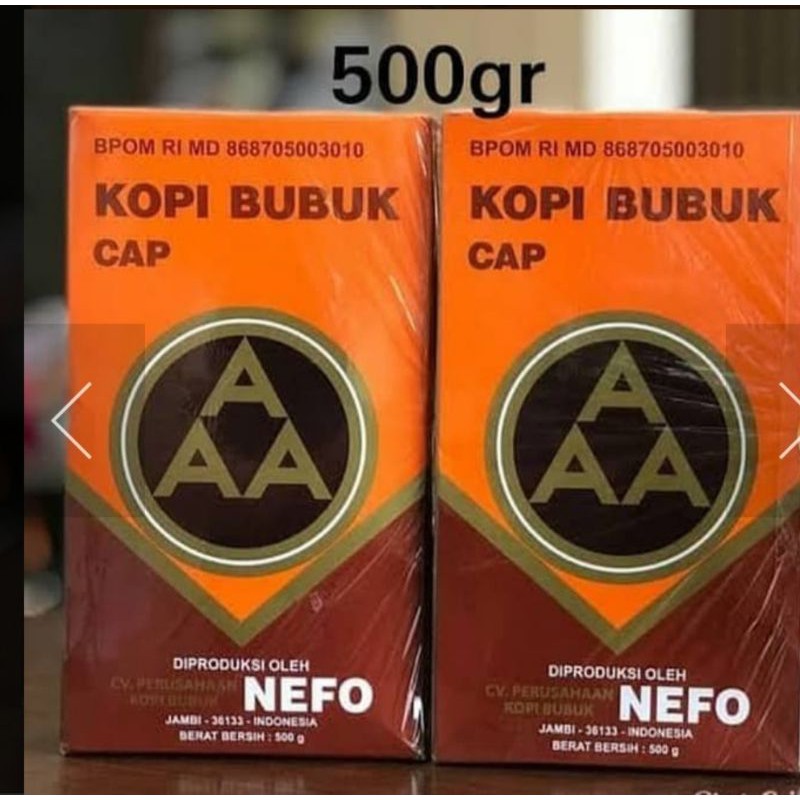 500gr
BPOM RI MD 868705003010
KOPI BUBUK
CAP
A
A A
DIPRODUKSI OLEH
CV. PERUSAHAAN
KOPI BUBUK NEFO
JAMBI - 36133 - INDONESIA
BERAT BERSIH : 500 g
BPOM RI MD 868705003010
KOPI BUBUK
CAP
A
A A
DIPRODUKSI OLEH
CV. PERUSAHAAN
KOPI BUBUK NEFO
JAMBI - 36133 - INDONESIA
BERAT BERSIH : 500 g